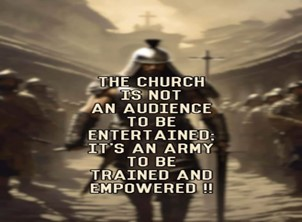 THE CHURCH
IS NOT
AN AUDIENCE
TO BE
ENTERTAINED;
IT'S AN ARMY
TO BE
TRAINED AND
EMPOWERED !!